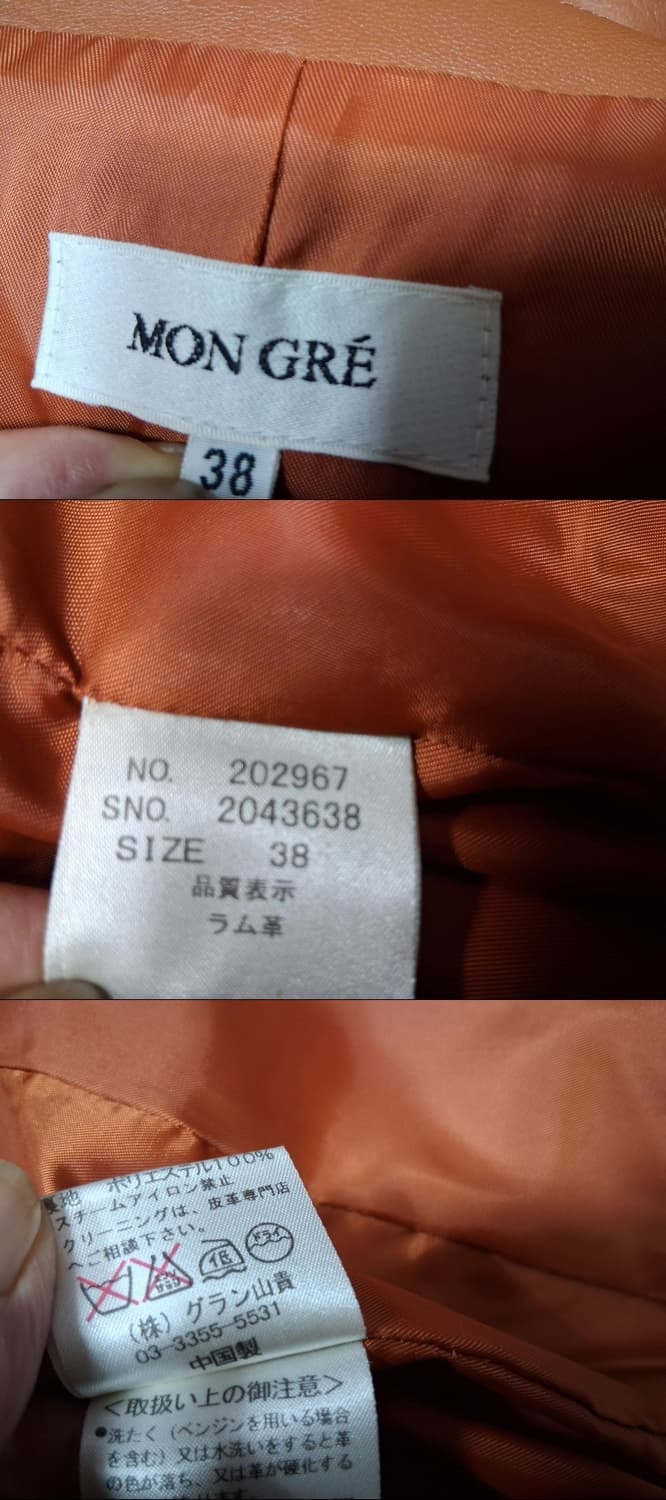 MON GRÉ
38
NO. 202967
SNO. 2043638
SIZE 38
品質表示
ラム革
裏地 ポリエステル100%
スチームアイロン禁止
クリーニングは、皮革専門店
へご相談下さい。
エンソサラシ 低 ドライ
(株)グラン山貴
03-3355-5531
中国製
<取扱い上の御注意>
●洗たく(ベンジンを用いる場合
を含む)又は水洗いをすると革
の色が落ち、又は革が硬化する